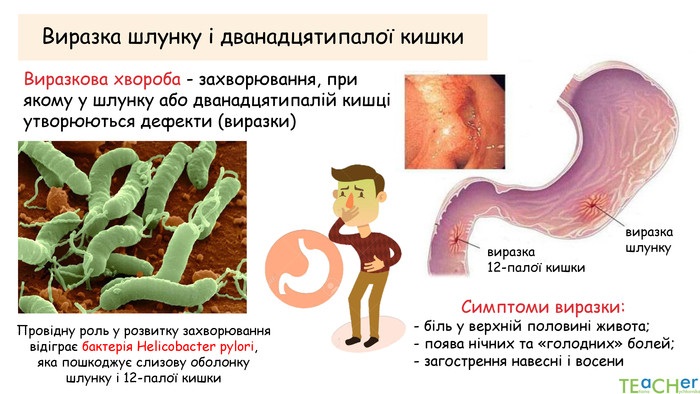 Виразка шлунку і дванадцятипалої кишки
Виразкова хвороба - захворювання, при
якому у шлунку або дванадцятипалій кишці
утворюються дефекти (виразки)
виразка
шлунку
виразка
12-палої кишки
Провідну роль у розвитку захворювання
відіграє бактерія Helicobacter pylori,
яка пошкоджує слизову оболонку
шлунку і 12-палої кишки
Симптоми виразки:
- біль у верхній половині живота;
- поява нічних та «голодних» болей;
- загострення навесні і восени
TEaCHer